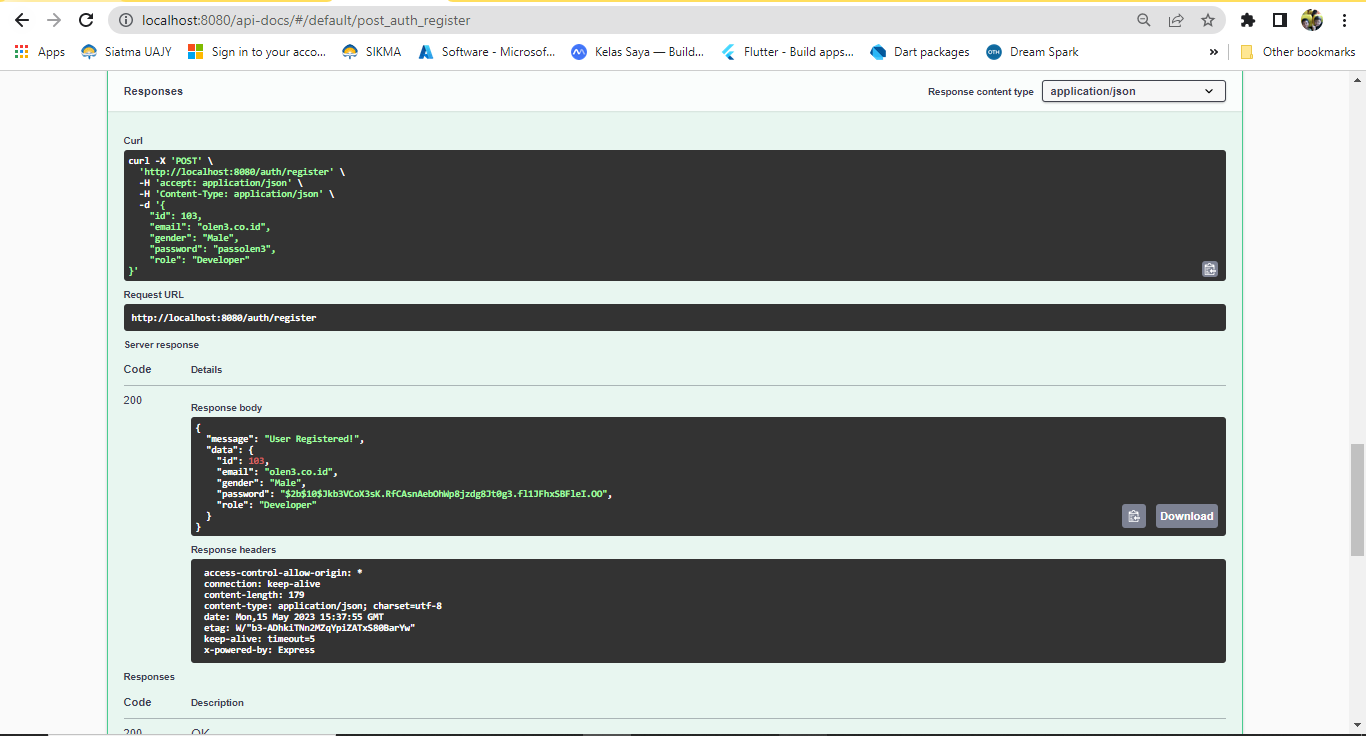 localhost:8080/api-docs/#/default/post_auth_register
Apps Siatma UAJY Sign in to your acco... SIKMA Software - Microsof... Kelas Saya — Build... Flutter - Build apps... Dart packages OTH Dream Spark » Other bookmarks
Responses Response content type application/json
Curl
curl -X 'POST' \
'http://localhost:8080/auth/register' \
-H 'accept: application/json' \
-H 'Content-Type: application/json' \
-d '{
"id": 103,
"email": "olen3.co.id",
"gender": "Male",
"password": "passolen3",
"role": "Developer"
}'
Request URL
http://localhost:8080/auth/register
Server response
Code Details
200
Response body
{
"message": "User Registered!",
"data": {
"id": 103,
"email": "olen3.co.id",
"gender": "Male",
"password": "$2b$10$Jkb3VCoX3sK.RfCAsnAebOhWp8jzdg8Jt0g3.fl1JFhxSBFleI.OO",
"role": "Developer"
}
}
Download
Response headers
access-control-allow-origin: *
connection: keep-alive
content-length: 179
content-type: application/json; charset=utf-8
date: Mon,15 May 2023 15:37:55 GMT
etag: W/"b3-ADhkiTNn2MZqYpiZATxS80BarYw"
keep-alive: timeout=5
x-powered-by: Express
Responses
Code Description
200 OK